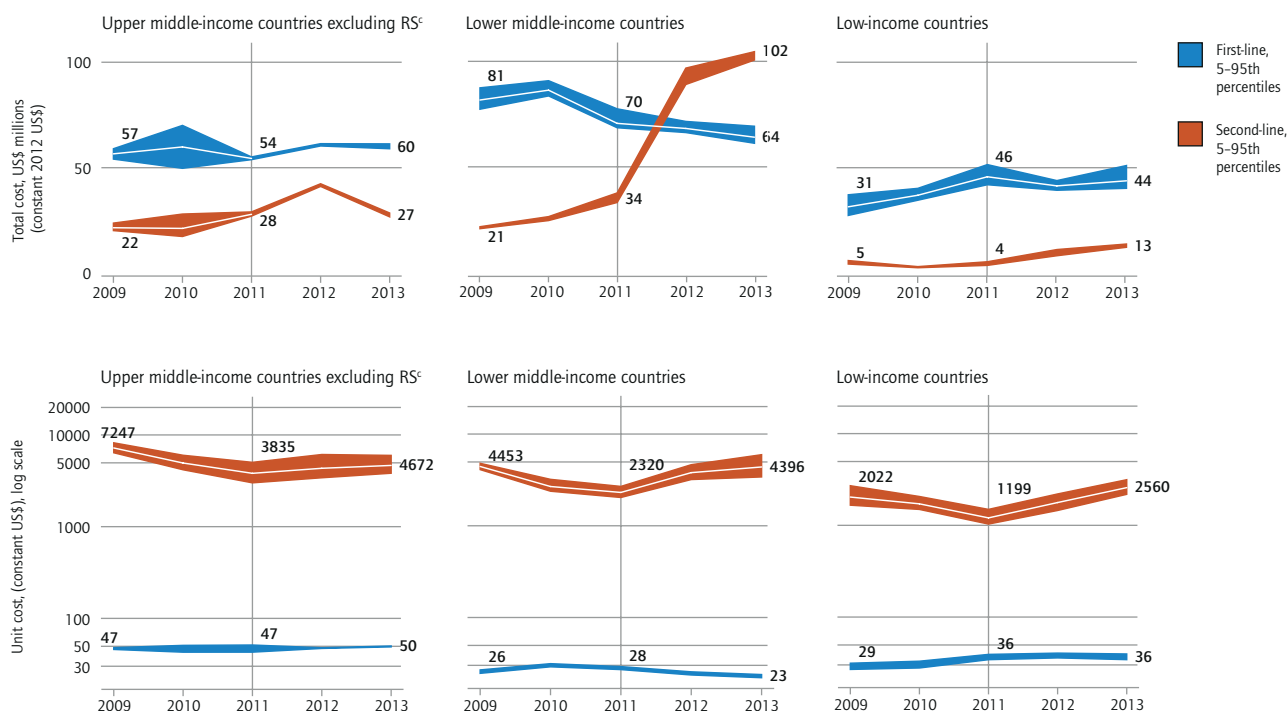 Upper middle-income countries excluding RSᶜ
Lower middle-income countries
Low-income countries
Total cost, US$ millions
(constant 2012 US$)
100
50
0
57
54
60
22
28
27
2009 2010 2011 2012 2013
81
70
102
64
34
21
2009 2010 2011 2012 2013
31
46
44
5
4
13
2009 2010 2011 2012 2013
First-line,
5–95th
percentiles
Second-line,
5–95th
percentiles
Upper middle-income countries excluding RSᶜ
Lower middle-income countries
Low-income countries
Unit cost, (constant US$), log scale
20000
10000
5000
1000
100
50
30
7247
3835
4672
47
47
50
2009 2010 2011 2012 2013
4453
2320
4396
26
28
23
2009 2010 2011 2012 2013
2022
1199
2560
29
36
36
2009 2010 2011 2012 2013